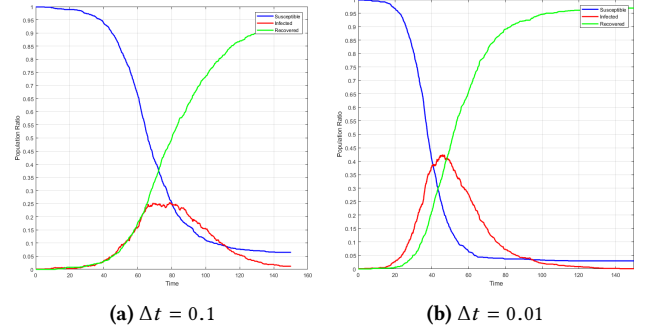 1
0.95
0.9
0.85
0.8
0.75
0.7
0.65
0.6
0.55
0.5
0.45
0.4
0.35
0.3
0.25
0.2
0.15
0.1
0.05
0
Population Ratio
0 20 40 60 80 100 120 140 160
Time
Susceptible
Infected
Recovered
(a) Δt = 0.1
0.95
0.9
0.85
0.8
0.75
0.7
0.65
0.6
0.55
0.5
0.45
0.4
0.35
0.3
0.25
0.2
0.15
0.1
0.05
0
Population Ratio
0 20 40 60 80 100 120 140
Time
Susceptible
Infected
Recovered
(b) Δt = 0.01